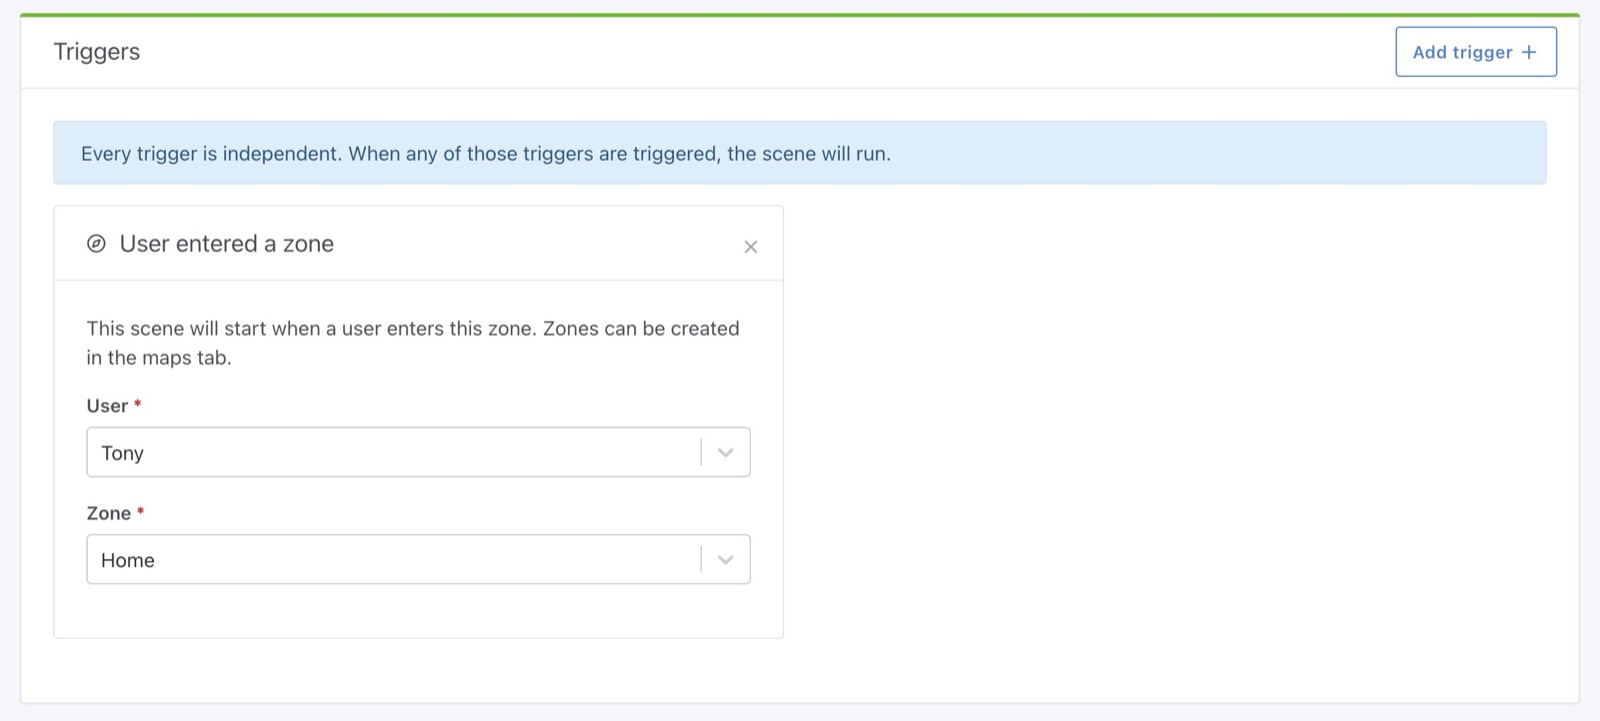 Triggers
Add trigger +
Every trigger is independent. When any of those triggers are triggered, the scene will run.
User entered a zone
This scene will start when a user enters this zone. Zones can be created
in the maps tab.
User *
Tony
Zone *
Home